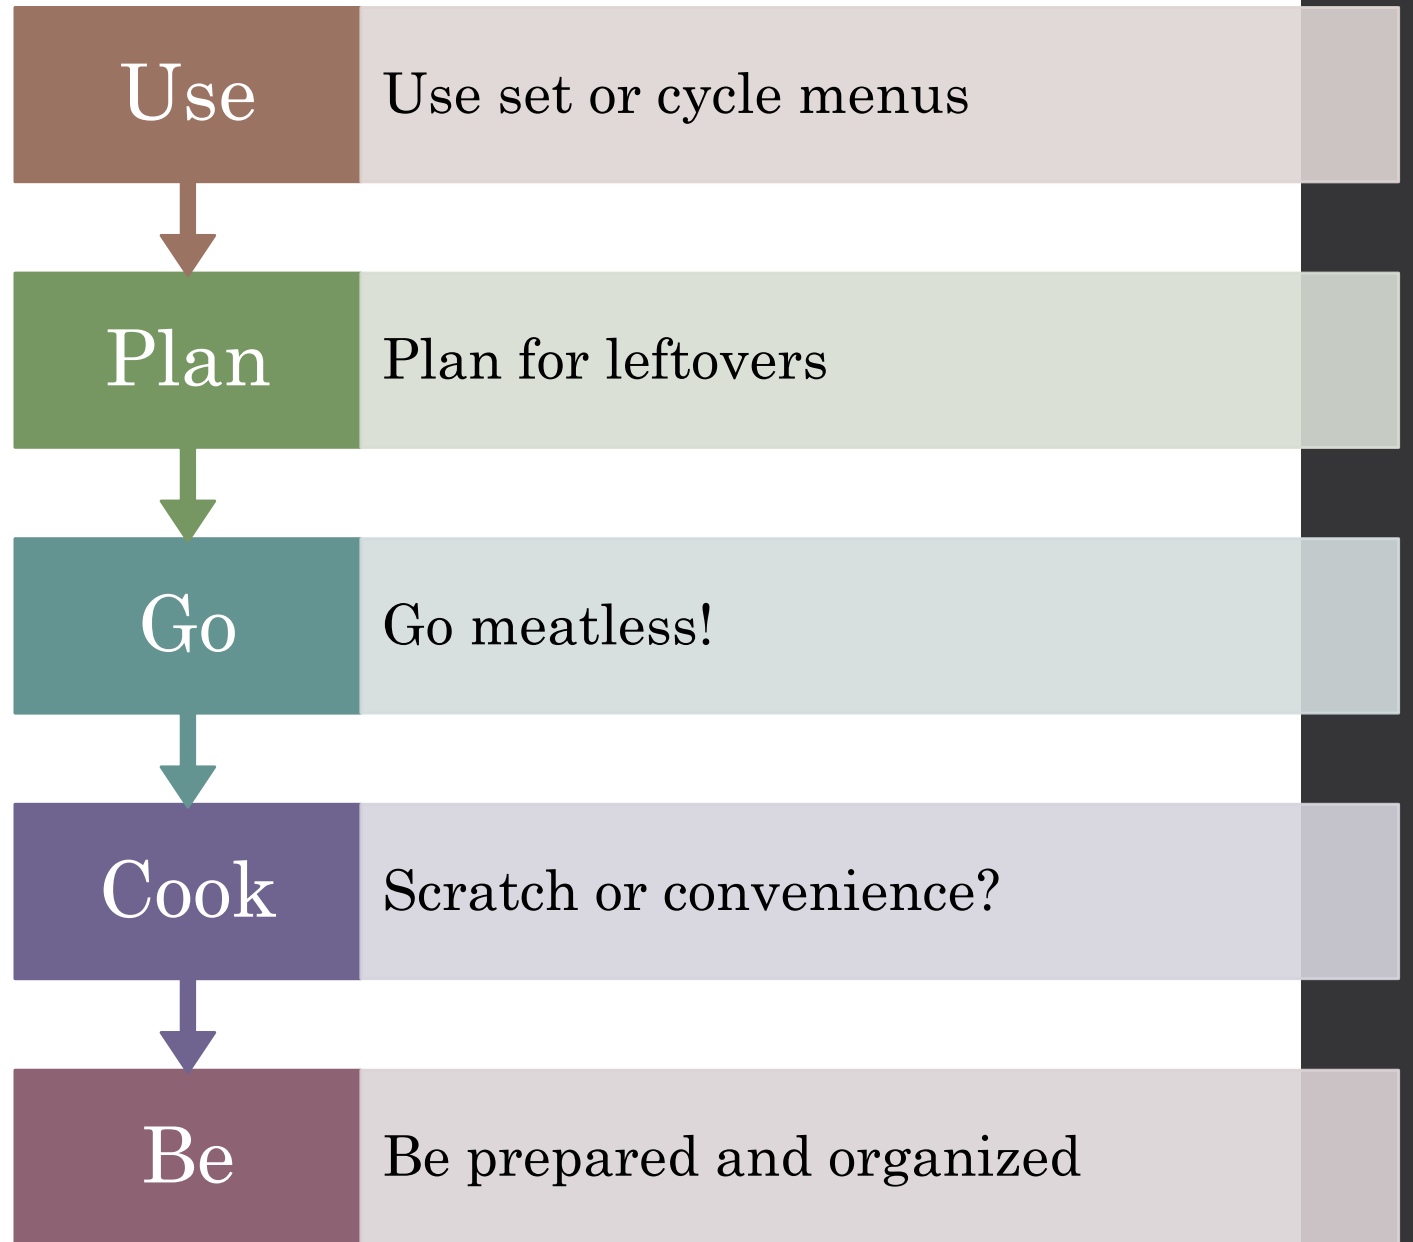 Use
Use set or cycle menus
Plan
Plan for leftovers
Go
Go meatless!
Cook
Scratch or convenience?
Be
Be prepared and organized